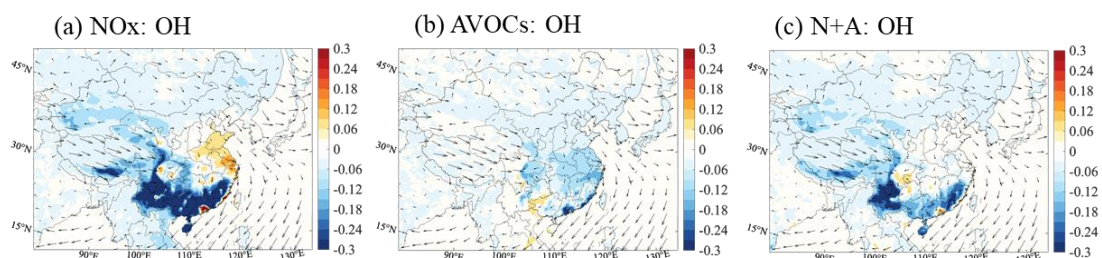 (a) NOx: OH
(b) AVOCs: OH
(c) N+A: OH
45°N
30°N
15°N
90°E
100°E
110°E
120°E
130°E
0.3
0.24
0.18
0.12
0.06
0
-0.06
-0.12
-0.18
-0.24
-0.3
45°N
30°N
15°N
90°E
100°E
110°E
120°E
130°E
0.3
0.24
0.18
0.12
0.06
0
-0.06
-0.12
-0.18
-0.24
-0.3
45°N
30°N
15°N
90°E
100°E
110°E
120°E
130°E
0.3
0.24
0.18
0.12
0.06
0
-0.06
-0.12
-0.18
-0.24
-0.3